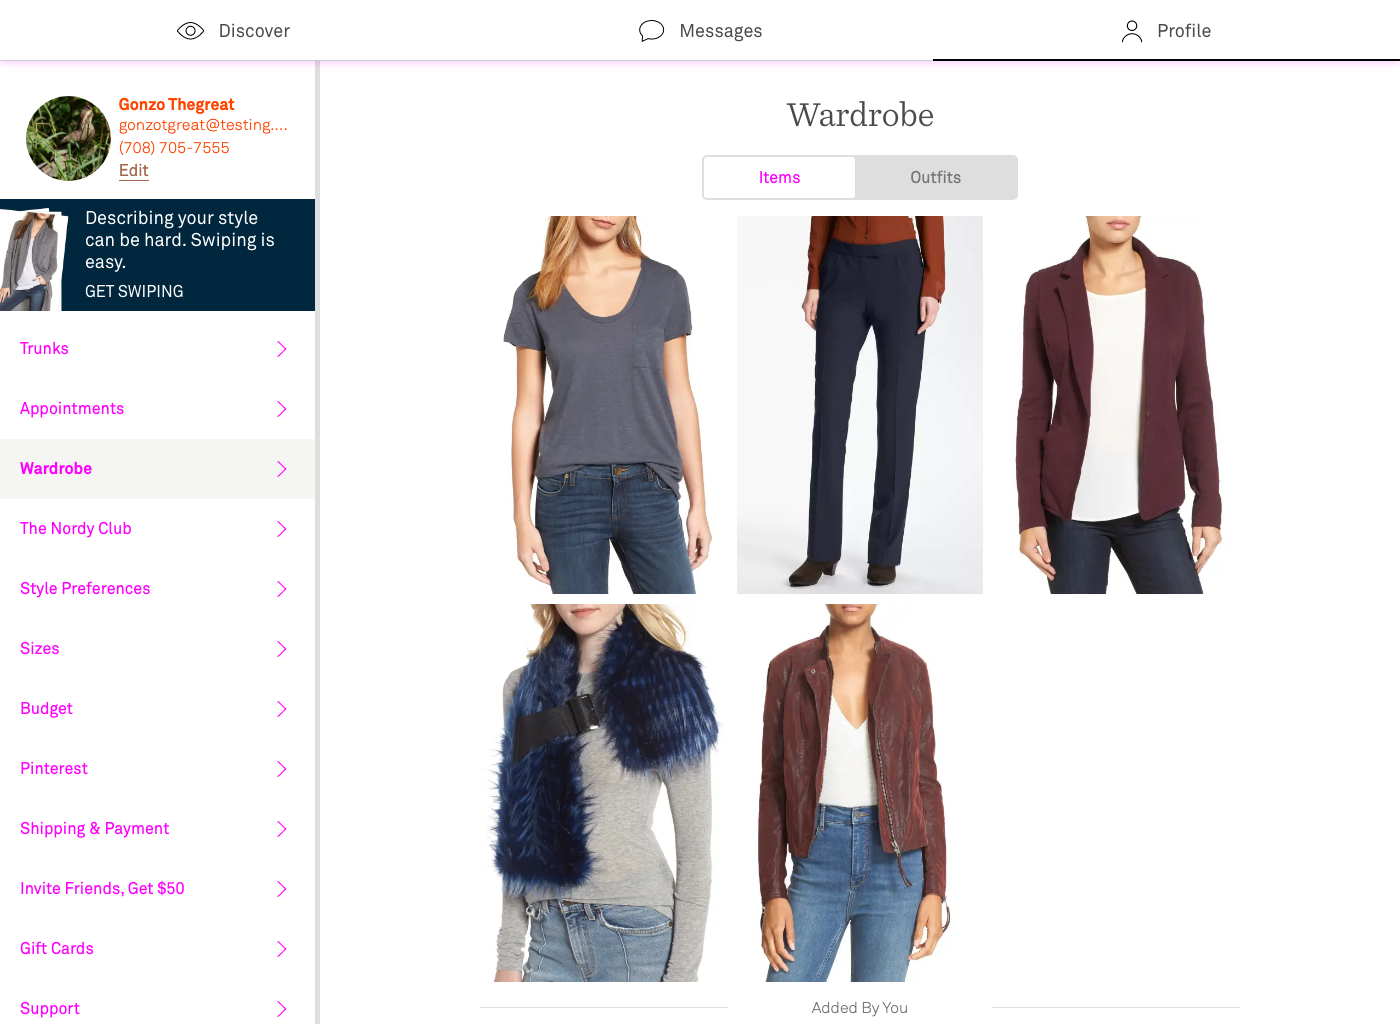 Discover
Messages
Profile
Gonzo Thegreat
gonzotgreat@testing....
(708) 705-7555
Edit
Describing your style
can be hard. Swiping is
easy.
GET SWIPING
Trunks
Appointments
Wardrobe
The Nordy Club
Style Preferences
Sizes
Budget
Pinterest
Shipping & Payment
Invite Friends, Get $50
Gift Cards
Support
Wardrobe
Items
Outfits
Added By You